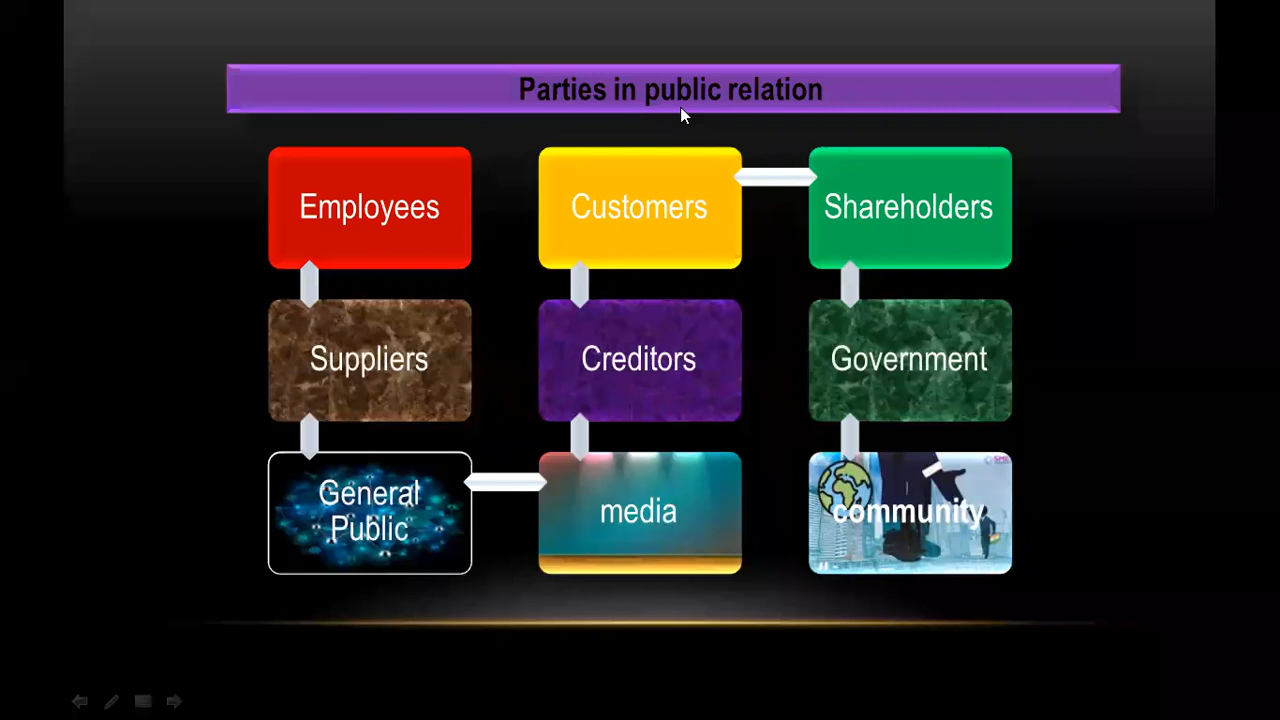 Parties in public relation
Employees
Customers
Shareholders
Suppliers
Creditors
Government
General
Public
media
community